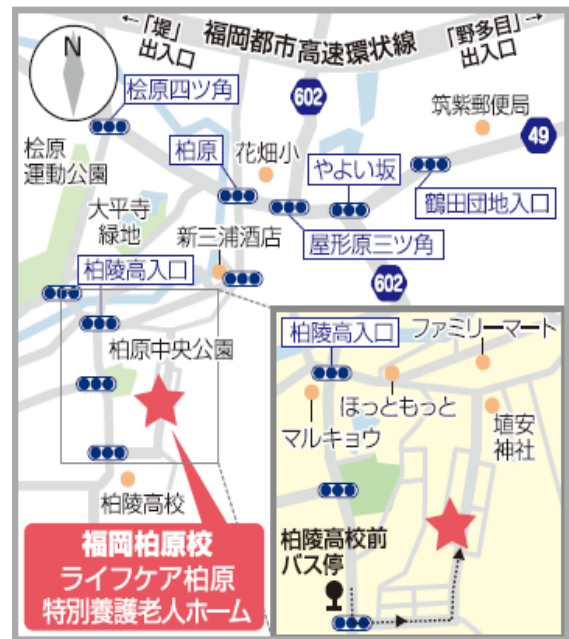 ←「堤」
出入口
福岡都市高速環状線
「野多目」→
出入口
N
桧原四ツ角
602
筑紫郵便局
49
桧原
運動公園
柏原
花畑小
やよい坂
鶴田団地入口
大平寺
緑地
新三浦酒店
屋形原三ツ角
柏陵高入口
602
柏原中央公園
柏陵高校
福岡柏原校
ライフケア柏原
特別養護老人ホーム
柏陵高入口
ファミリーマート
ほっともっと
マルキョウ
埴安
神社
柏陵高校前
バス停